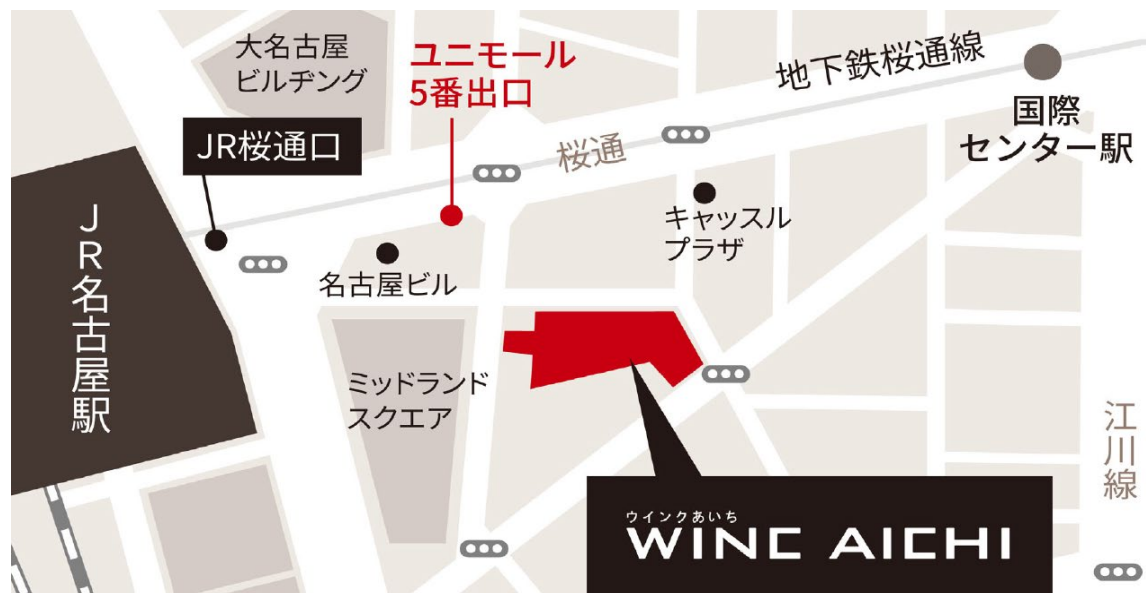 大名古屋
ビルヂング
ユニモール
5番出口
地下鉄桜通線
国際
センター駅
JR桜通口
桜通
キャッスル
プラザ
JR名古屋駅
名古屋ビル
ミッドランド
スクエア
江川線
ウインクあいち
WINC AICHI